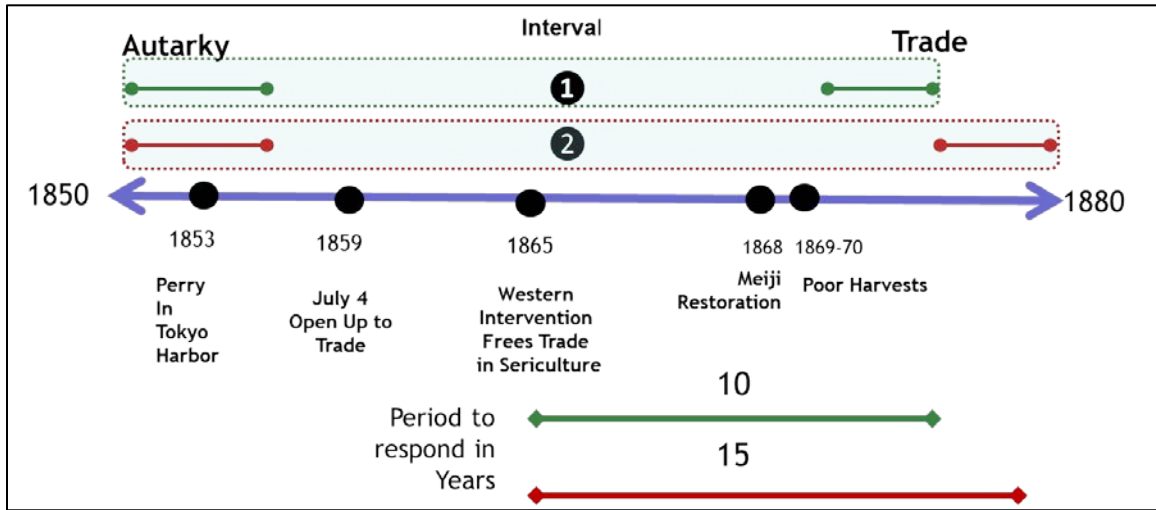 Interval
Autarky
Trade
1
2
1850
1880
1853
1859
1865
1868
1869-70
Perry
In
Tokyo
Harbor
July 4
Open Up to
Trade
Western
Intervention
Frees Trade
in Sericulture
Meiji
Restoration
Poor Harvests
Period to
respond in
Years
10
15